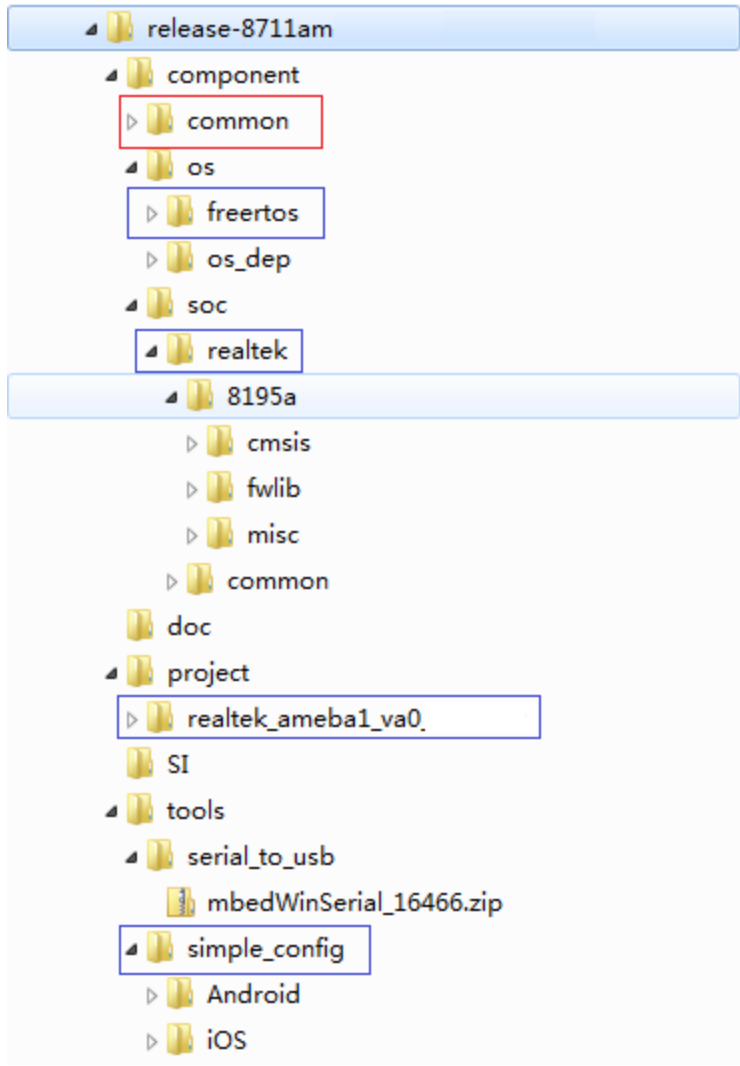 release-8711am
component
common
os
freertos
os_dep
soc
realtek
8195a
cmsis
fwlib
misc
common
doc
project
realtek_ameba1_va0_
SI
tools
serial_to_usb
mbedWinSerial_16466.zip
simple_config
Android
iOS